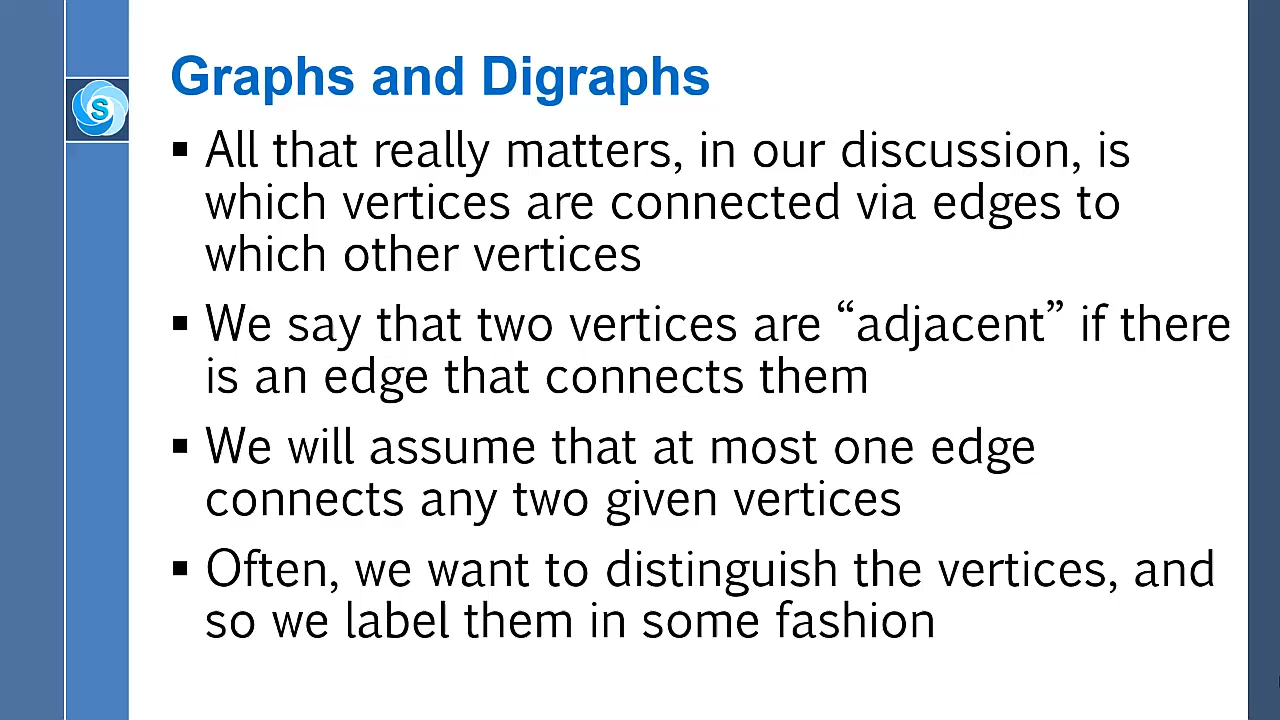 S
Graphs and Digraphs
▪ All that really matters, in our discussion, is
which vertices are connected via edges to
which other vertices
▪ We say that two vertices are “adjacent” if there
is an edge that connects them
▪ We will assume that at most one edge
connects any two given vertices
▪ Often, we want to distinguish the vertices, and
so we label them in some fashion